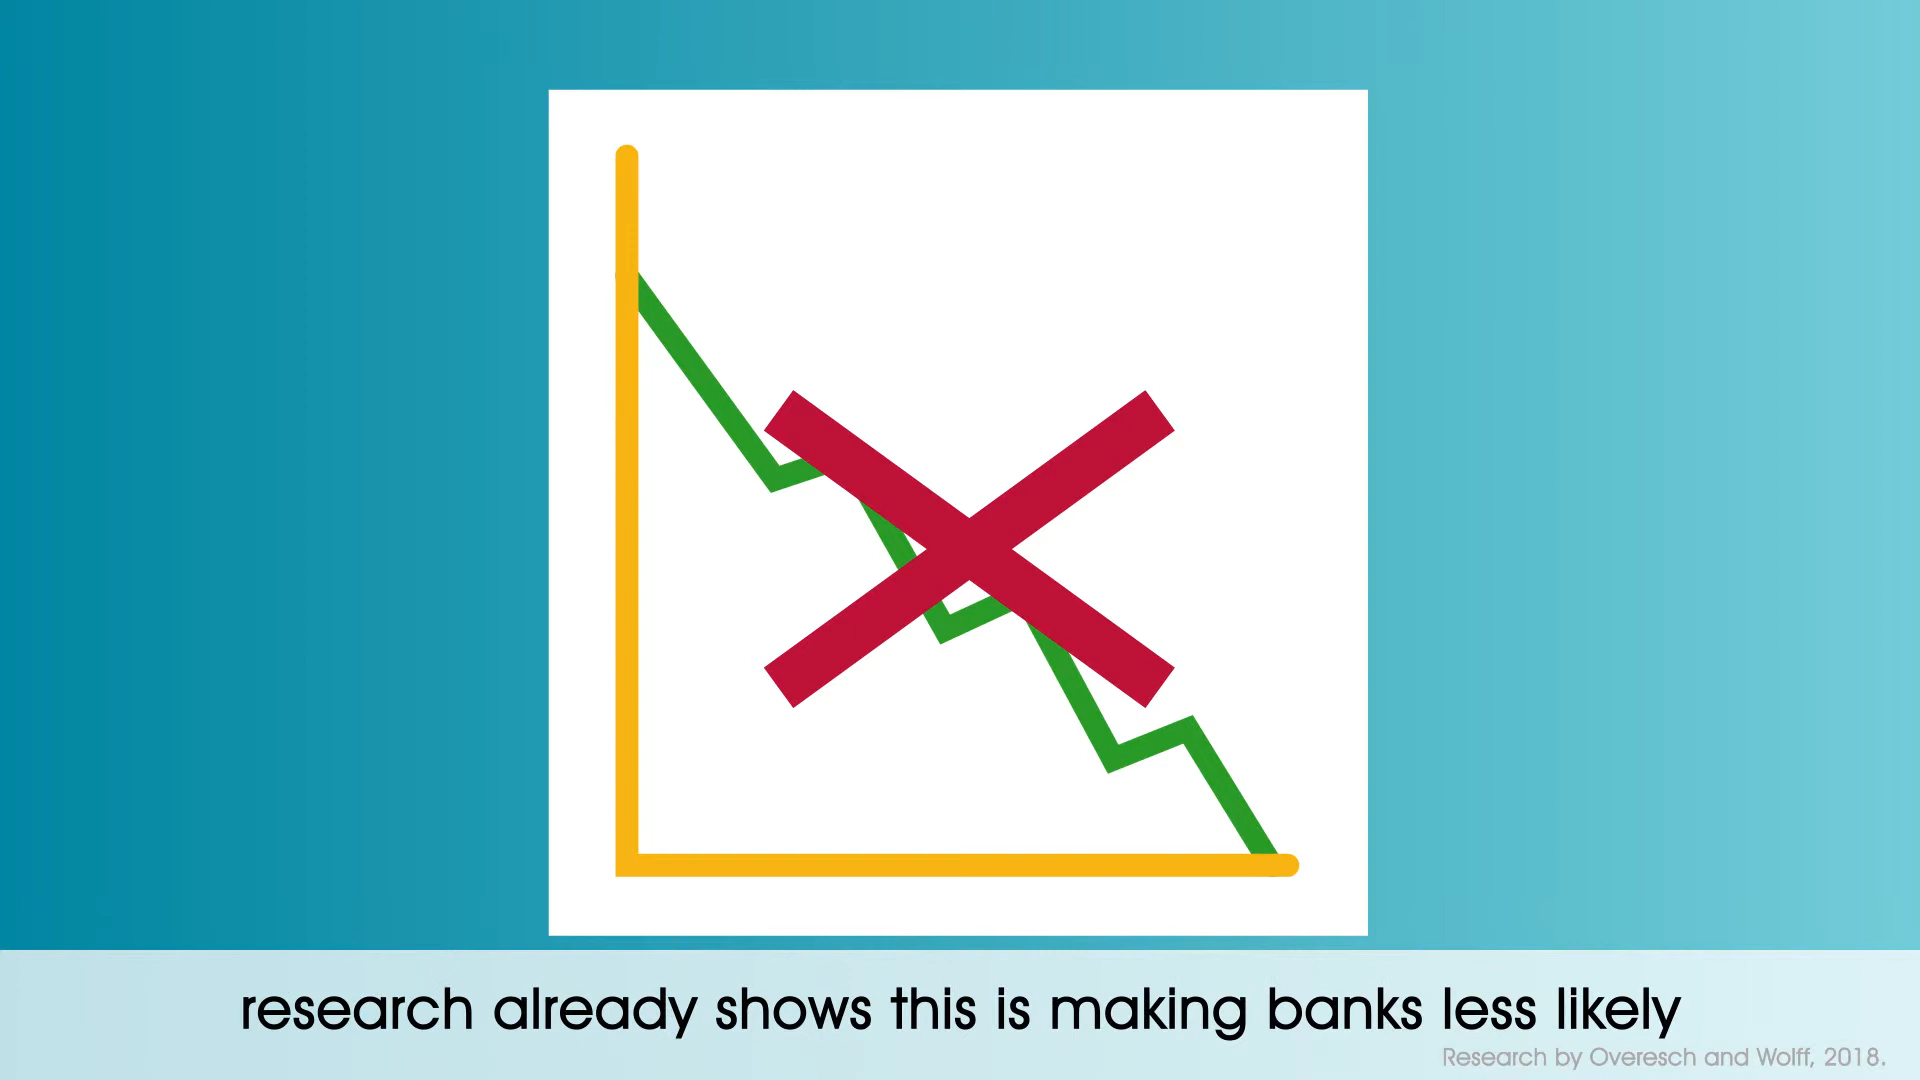 research already shows this is making banks less likely
Research by Overesch and Wolff, 2018.